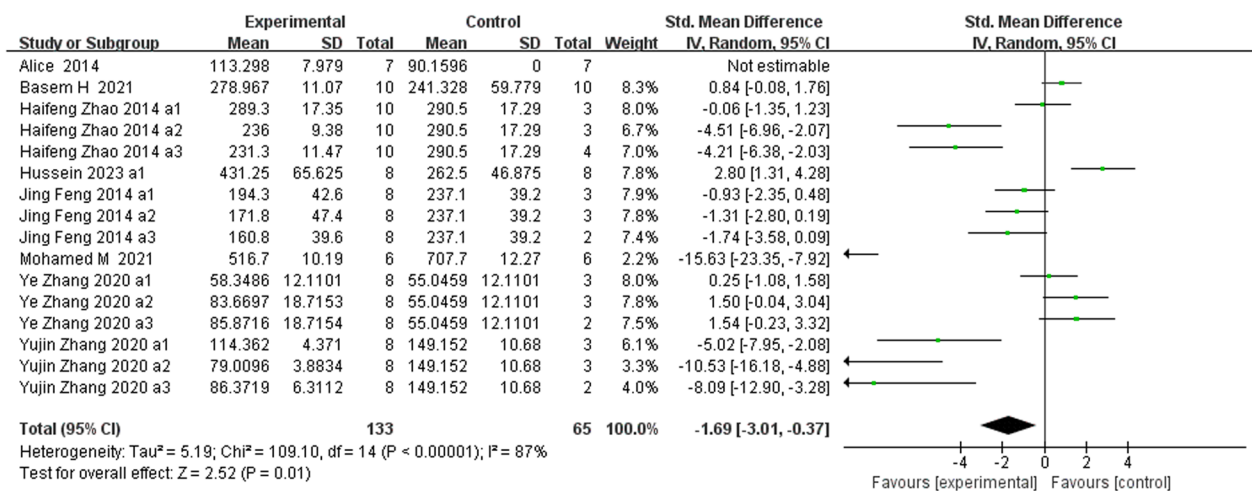 Experimental Control Std. Mean Difference Std. Mean Difference
Study or Subgroup Mean SD Total Mean SD Total Weight IV, Random, 95% CI IV, Random, 95% CI
Alice 2014 113.298 7.979 7 90.1596 0 7 Not estimable
Basem H 2021 278.967 11.07 10 241.328 59.779 10 8.3% 0.84 [-0.08, 1.76]
Haifeng Zhao 2014 a1 289.3 17.35 10 290.5 17.29 3 8.0% -0.06 [-1.35, 1.23]
Haifeng Zhao 2014 a2 236 9.38 10 290.5 17.29 3 6.7% -4.51 [-6.96, -2.07]
Haifeng Zhao 2014 a3 231.3 11.47 10 290.5 17.29 4 7.0% -4.21 [-6.38, -2.03]
Hussein 2023 a1 431.25 65.625 8 262.5 46.875 8 7.8% 2.80 [1.31, 4.28]
Jing Feng 2014 a1 194.3 42.6 8 237.1 39.2 3 7.9% -0.93 [-2.35, 0.48]
Jing Feng 2014 a2 171.8 47.4 8 237.1 39.2 3 7.8% -1.31 [-2.80, 0.19]
Jing Feng 2014 a3 160.8 39.6 8 237.1 39.2 2 7.4% -1.74 [-3.58, 0.09]
Mohamed M 2021 516.7 10.19 6 707.7 12.27 6 2.2% -15.63 [-23.35, -7.92]
Ye Zhang 2020 a1 58.3486 12.1101 8 55.0459 12.1101 3 8.0% 0.25 [-1.08, 1.58]
Ye Zhang 2020 a2 83.6697 18.7153 8 55.0459 12.1101 3 7.8% 1.50 [-0.04, 3.04]
Ye Zhang 2020 a3 85.8716 18.7154 8 55.0459 12.1101 2 7.5% 1.54 [-0.23, 3.32]
Yujin Zhang 2020 a1 114.362 4.371 8 149.152 10.68 3 6.1% -5.02 [-7.95, -2.08]
Yujin Zhang 2020 a2 79.0096 3.8834 8 149.152 10.68 3 3.3% -10.53 [-16.18, -4.88]
Yujin Zhang 2020 a3 86.3719 6.3112 8 149.152 10.68 2 4.0% -8.09 [-12.90, -3.28]
Total (95% CI) 133 65 100.0% -1.69 [-3.01, -0.37]
Heterogeneity: Tau² = 5.19; Chi² = 109.10, df = 14 (P < 0.00001); I² = 87%
Test for overall effect: Z = 2.52 (P = 0.01)
-4 -2 0 2 4
Favours [experimental] Favours [control]